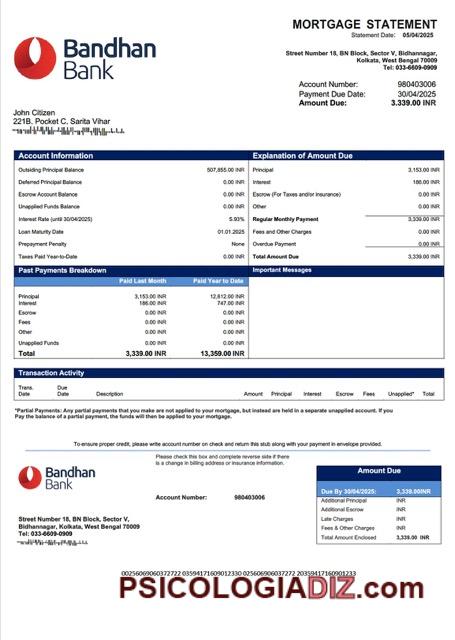 MORTGAGE STATEMENT
Statement Date: 05/04/2025
Bandhan
Bank
Street Number 18, BN Block, Sector V, Bidhannagar,
Kolkata, West Bengal 70009
Tel: 033-6609-0909
Account Number: 980403006
Payment Due Date: 30/04/2025
Amount Due: 3.339.00 INR
John Citizen
221B. Pocket C, Sarita Vihar
Account Information
Outsiding Principal Balance 507,855.00 INR
Deferred Principal Balance 0.00 INR
Escrow Account Balance 0.00 INR
Unapplied Funds Balance 0.00 INR
Interest Rate (until 30/04/2025) 5.93%
Loan Maturity Date 01.01.2025
Prepayment Penalty None
Taxes Paid Year-to-Date 0.00 INR
Explanation of Amount Due
Principal 3,153.00 INR
Interest 186.00 INR
Escrow (For Taxes and/or Insurance) 0.00 INR
Other 0.00 INR
Regular Monthly Payment 3,339.00 INR
Fees and Other Charges 0.00 INR
Overdue Payment 0.00 INR
Total Amount Due 3,339.00 INR
Past Payments Breakdown
Paid Last Month Paid Year to Date
Principal 3,153.00 INR 12,612.00 INR
Interest 186.00 INR 747.00 INR
Escrow 0.00 INR 0.00 INR
Fees 0.00 INR 0.00 INR
Other 0.00 INR 0.00 INR
Unapplied Funds 0.00 INR 0.00 INR
Total 3,339.00 INR 13,359.00 INR
Important Messages
Transaction Activity
Trans. Date Due Date Description Amount Principal Interest Escrow Fees Unapplied* Total
*Partial Payments: Any partial payments that you make are not applied to your mortgage, but instead are held in a separate unapplied account. If you
Pay the balance of a partial payment, the funds will then be applied to your mortgage.
To ensure proper credit, please write account number on check and return this stub along with your payment in envelope provided.
Bandhan
Bank
Please check this box and complete reverse side if there
is a change in billing address or insurance information.
Account Number: 980403006
Street Number 18, BN Block, Sector V,
Bidhannagar, Kolkata, West Bengal 70009
Tel: 033-6609-0909
Amount Due
Due By 30/04/2025: 3,339.00INR
Additional Principal INR
Additional Escrow INR
Late Charges INR
Fees & Other Charges INR
Total Amount Enclosed 3,339.00 INR
PSICOLOGIADIZ.com